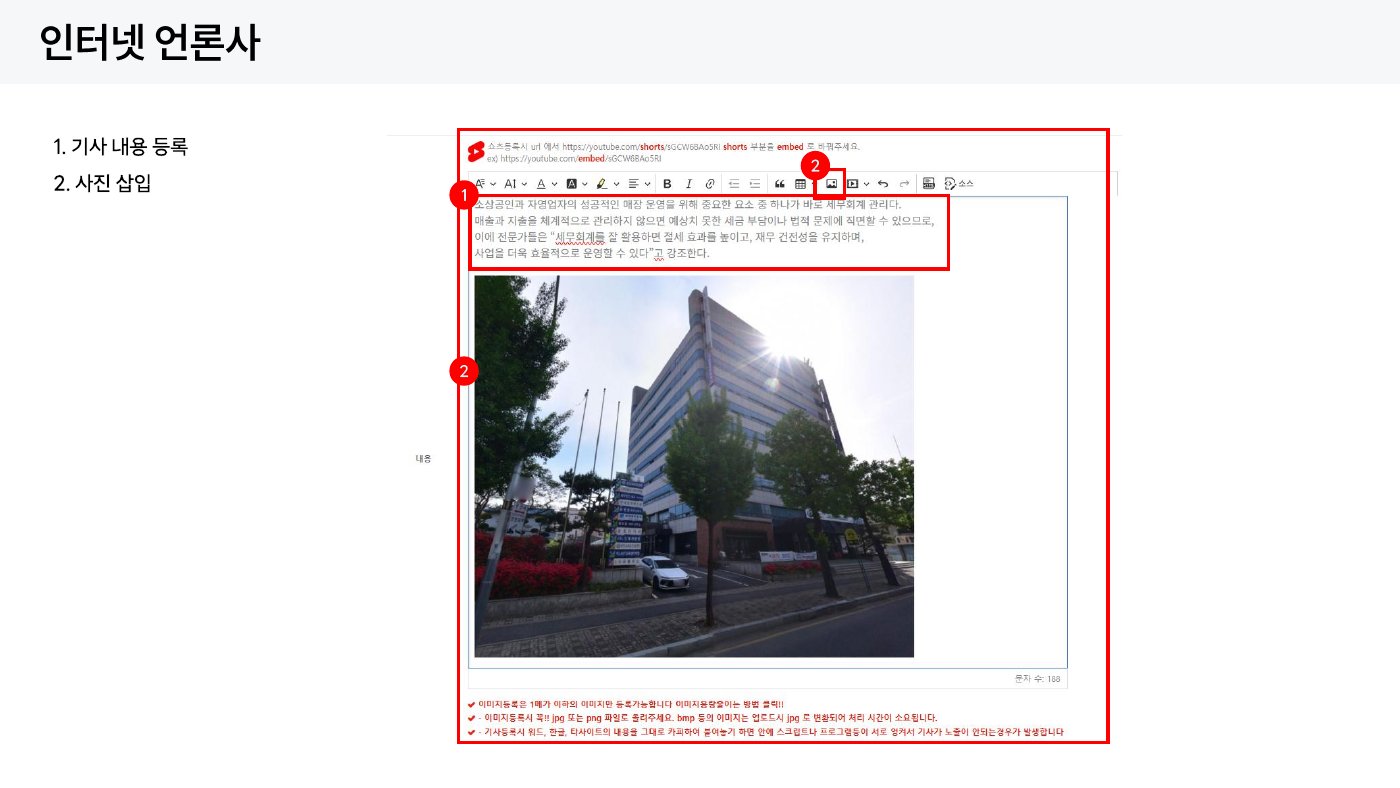 인터넷 언론사
1. 기사 내용 등록
2. 사진 삽입
쇼츠등록시 url 에서 https://youtube.com/shorts/sGCW6BAo5RI shorts 부분을 embed 로 바꿔주세요.
ex) https://youtube.com/embed/sGCW6BAo5RI
2
소스
1
소상공인과 자영업자의 성공적인 매장 운영을 위해 중요한 요소 중 하나가 바로 세무회계 관리다.
매출과 지출을 체계적으로 관리하지 않으면 예상치 못한 세금 부담이나 법적 문제에 직면할 수 있으므로,
이에 전문가들은 “세무회계를 잘 활용하면 절세 효과를 높이고, 재무 건전성을 유지하며,
사업을 더욱 효율적으로 운영할 수 있다”고 강조한다.
2
내용
문자 수: 168
이미지등록은 1메가 이하의 이미지만 등록가능합니다 이미지용량줄이는 방법 클릭!!
- 이미지등록시 꼭!! jpg 또는 png 파일로 올리주세요. bmp 등의 이미지는 업로드시 jpg 로 변환되어 처리 시간이 소요됩니다.
- 기사등록시 워드, 한글, 타사이트의 내용을 그대로 카피하여 붙여놓기 하면 안에 스크립트나 프로그램등이 서로 엉켜서 기사가 노출이 안되는경우가 발생합니다